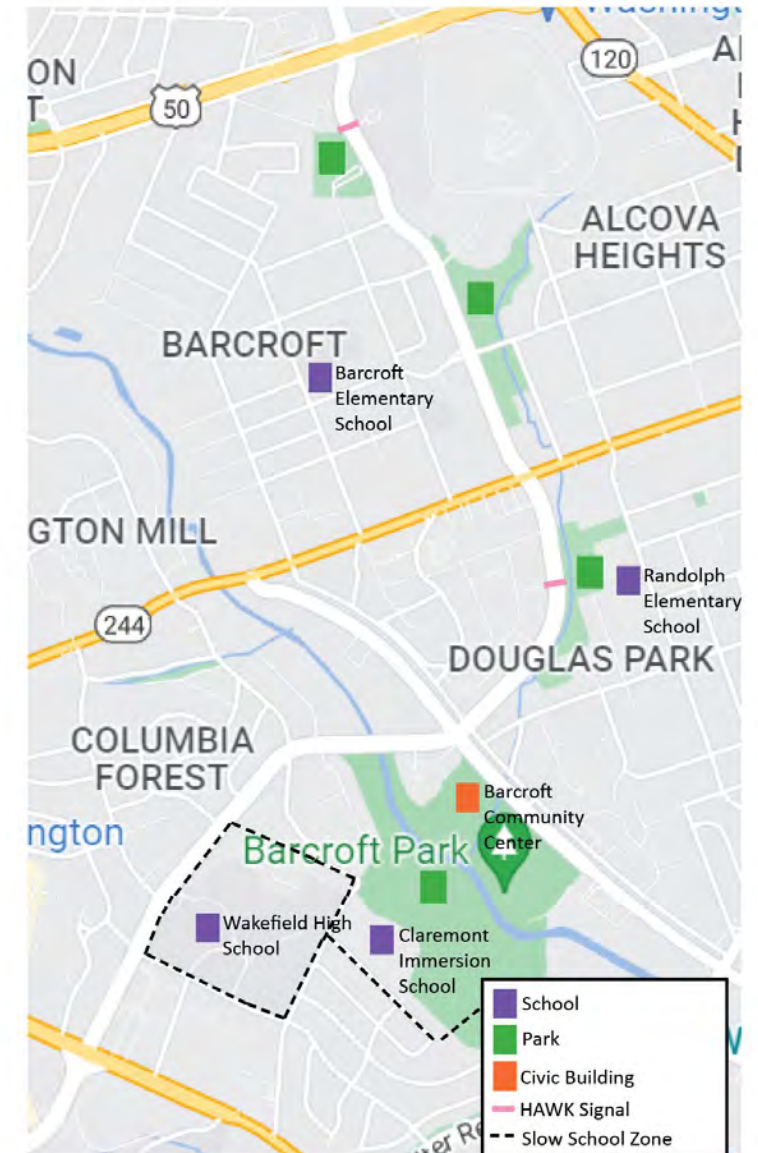 ON
T
50
120
ALCOVA
HEIGHTS
BARCROFT
Barcroft
Elementary
School
GTON MILL
244
Randolph
Elementary
School
DOUGLAS PARK
COLUMBIA
FOREST
ngton
Barcroft
Community
Center
Barcroft Park
Wakefield High
School
Claremont
Immersion
School
School
Park
Civic Building
HAWK Signal
Slow School Zone